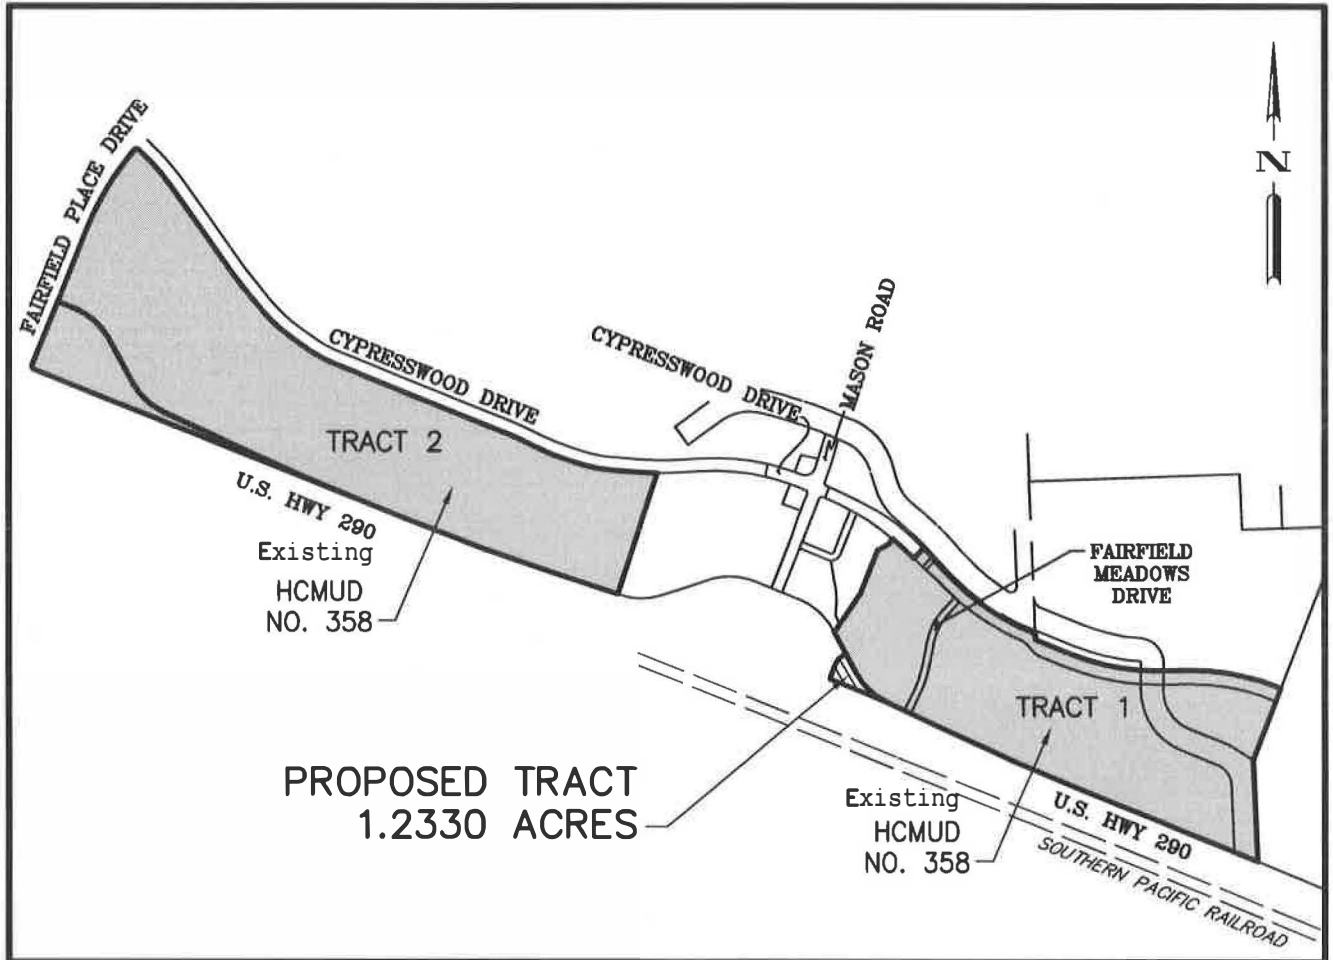 N
FAIRFIELD PLACE DRIVE
CYPRESSWOOD DRIVE
CYPRESSWOOD DRIVE
MASON ROAD
TRACT 2
U.S. HWY 290
Existing
HCMUD
NO. 358
FAIRFIELD
MEADOWS
DRIVE
TRACT 1
PROPOSED TRACT
1.2330 ACRES
Existing
HCMUD
NO. 358
U.S. HWY 290
SOUTHERN PACIFIC RAILROAD